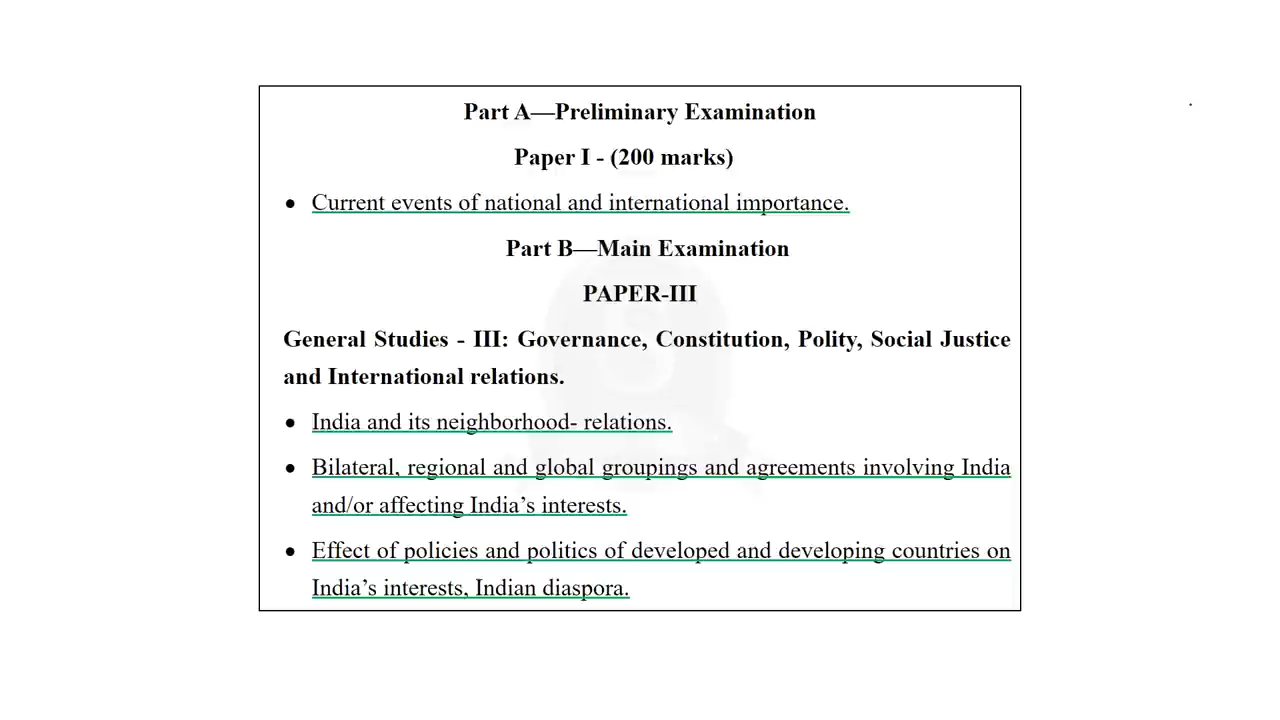 Part A—Preliminary Examination
Paper I - (200 marks)
• Current events of national and international importance.
Part B—Main Examination
PAPER-III
General Studies - III: Governance, Constitution, Polity, Social Justice
and International relations.
• India and its neighborhood- relations.
• Bilateral, regional and global groupings and agreements involving India
and/or affecting India’s interests.
• Effect of policies and politics of developed and developing countries on
India’s interests, Indian diaspora.